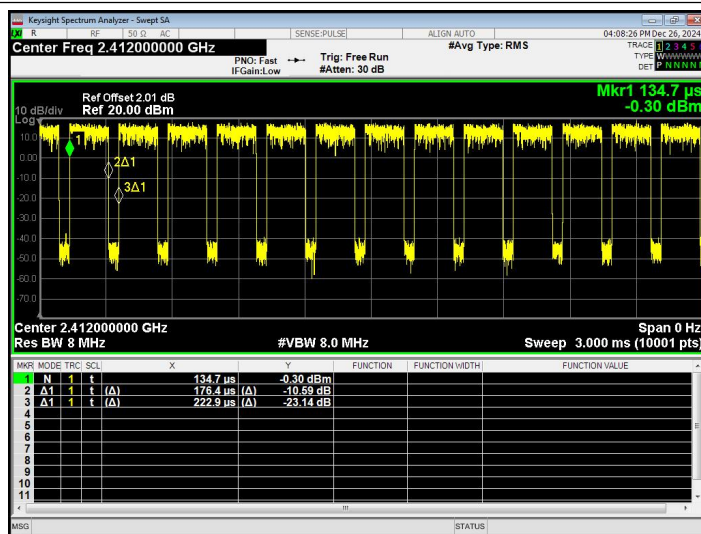 Keysight Spectrum Analyzer - Swept SA
LXI R RF 50 Ω AC SENSE:PULSE ALIGN AUTO 04:08:26 PM Dec 26, 2024
Center Freq 2.412000000 GHz #Avg Type: RMS TRACE 1 2 3 4 5
PNO: Fast Trig: Free Run TYPE WWWWWW
IFGain:Low #Atten: 30 dB DET P N N N N
Mkr1 134.7 µs
Ref Offset 2.01 dB
10 dB/div Ref 20.00 dBm -0.30 dBm
Log
10.0
1
0.00
2Δ1
-10.0
3Δ1
-20.0
-30.0
-40.0
-50.0
-60.0
-70.0
Center 2.412000000 GHz Span 0 Hz
Res BW 8 MHz #VBW 8.0 MHz Sweep 3.000 ms (10001 pts)
MKR MODE TRC SCL X Y FUNCTION FUNCTION WIDTH FUNCTION VALUE
1 N 1 t 134.7 µs -0.30 dBm
2 Δ1 1 t (Δ) 176.4 µs (Δ) -10.59 dB
3 Δ1 1 t (Δ) 222.9 µs (Δ) -23.14 dB
4
5
6
7
8
9
10
11
MSG STATUS